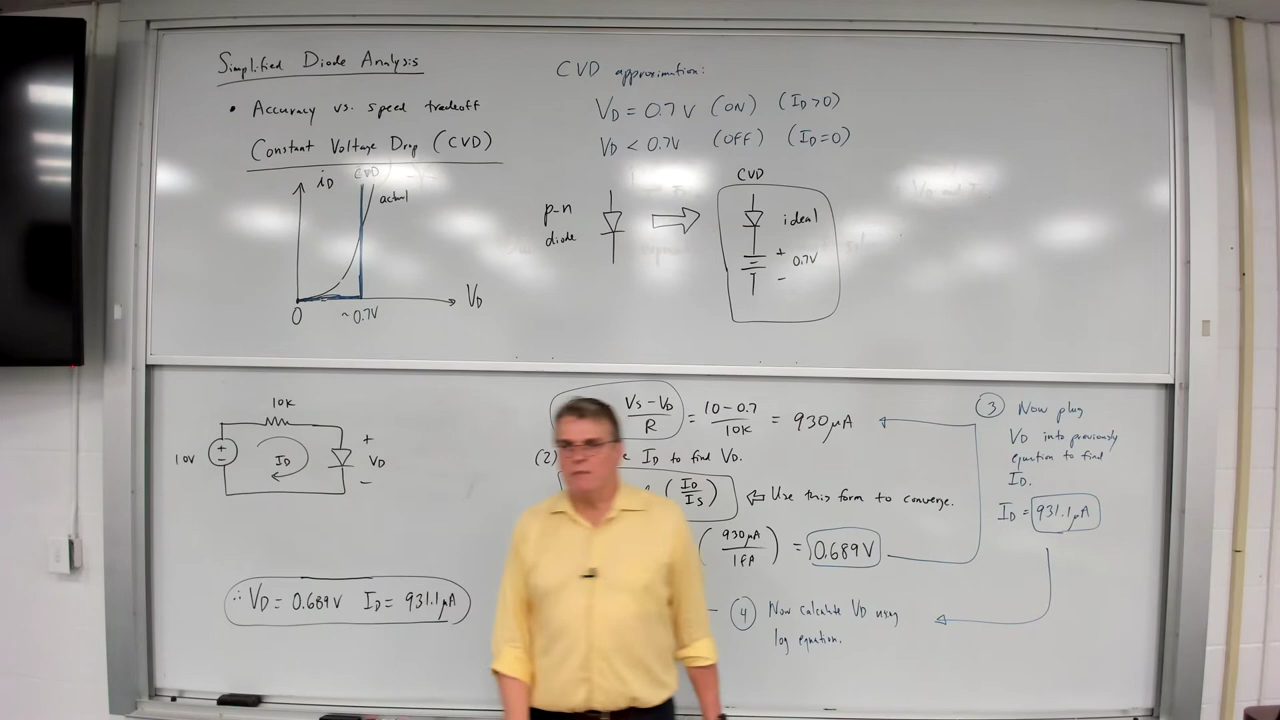 Simplified Diode Analysis
• Accuracy vs. speed tradeoff
Constant Voltage Drop (CVD)
iD
CVD
actual
VD
0
~0.7V
CVD approximation:
VD = 0.7V (ON) (ID>0)
VD < 0.7V (OFF) (ID=0)
p-n
diode
CVD
ideal
+ 0.7V
-
10K
10V
+
-
ID
+
VD
-
∴ VD = 0.689V ID = 931.1μA
Vs-VD / R = 10-0.7 / 10K = 930μA
(2) ID to find VD.
(ID / IS) ⇐ Use this form to converge.
(930μA / 1fA) = 0.689V
③ Now plug
VD into previously
equation to find
ID.
ID = 931.1μA
④ Now calculate VD using
log equation.